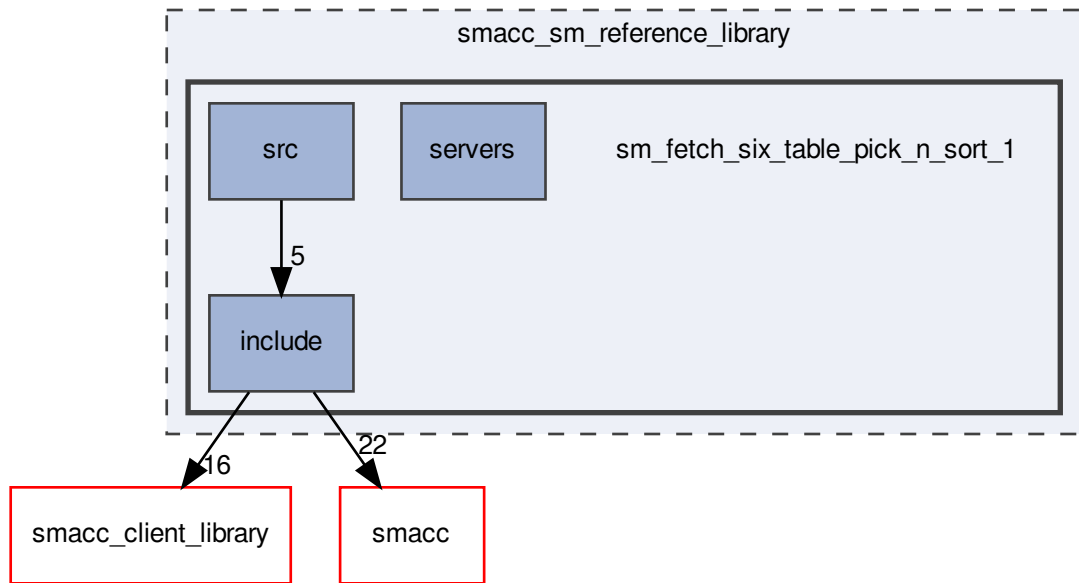 smacc_sm_reference_library
src
servers
sm_fetch_six_table_pick_n_sort_1
5
include
16
22
smacc_client_library
smacc